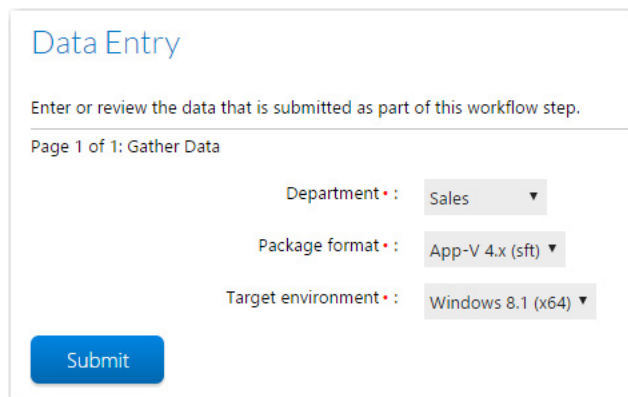 Data Entry
Enter or review the data that is submitted as part of this workflow step.
Page 1 of 1: Gather Data
Department • : Sales ▼
Package format • : App-V 4.x (sft) ▼
Target environment • : Windows 8.1 (x64) ▼
Submit